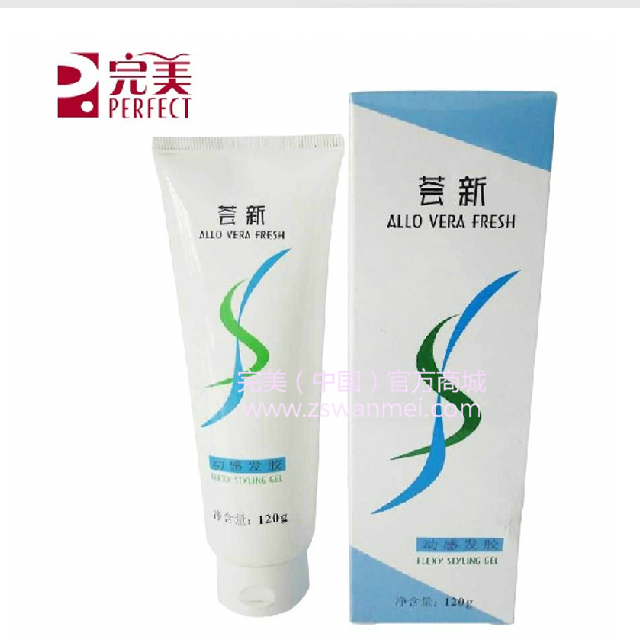 完美
PERFECT
荟新
ALLO VERA FRESH
动感发胶
FLEXY STYLING GEL
净含量：120g
荟新
ALLO VERA FRESH
动感发胶
FLEXY STYLING GEL
净含量：120g
完美（中国）官方商城
www.zswanmei.com